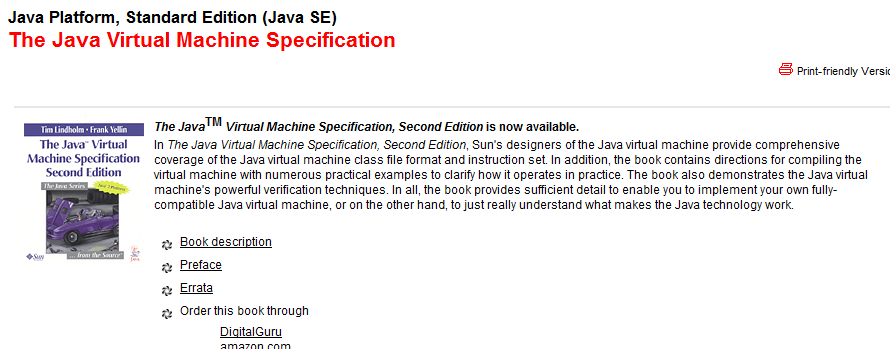 Java Platform, Standard Edition (Java SE)
The Java Virtual Machine Specification
Print-friendly Versio
Tim Lindholm • Frank Yellin
The Java™ Virtual
Machine Specification
Second Edition
The Java Series
... from the Source™
Sun
The JavaTM Virtual Machine Specification, Second Edition is now available.
In The Java Virtual Machine Specification, Second Edition, Sun's designers of the Java virtual machine provide comprehensive
coverage of the Java virtual machine class file format and instruction set. In addition, the book contains directions for compiling the
virtual machine with numerous practical examples to clarify how it operates in practice. The book also demonstrates the Java virtual
machine's powerful verification techniques. In all, the book provides sufficient detail to enable you to implement your own fully-
compatible Java virtual machine, or on the other hand, to just really understand what makes the Java technology work.
Book description
Preface
Errata
Order this book through
DigitalGuru
amazon.com